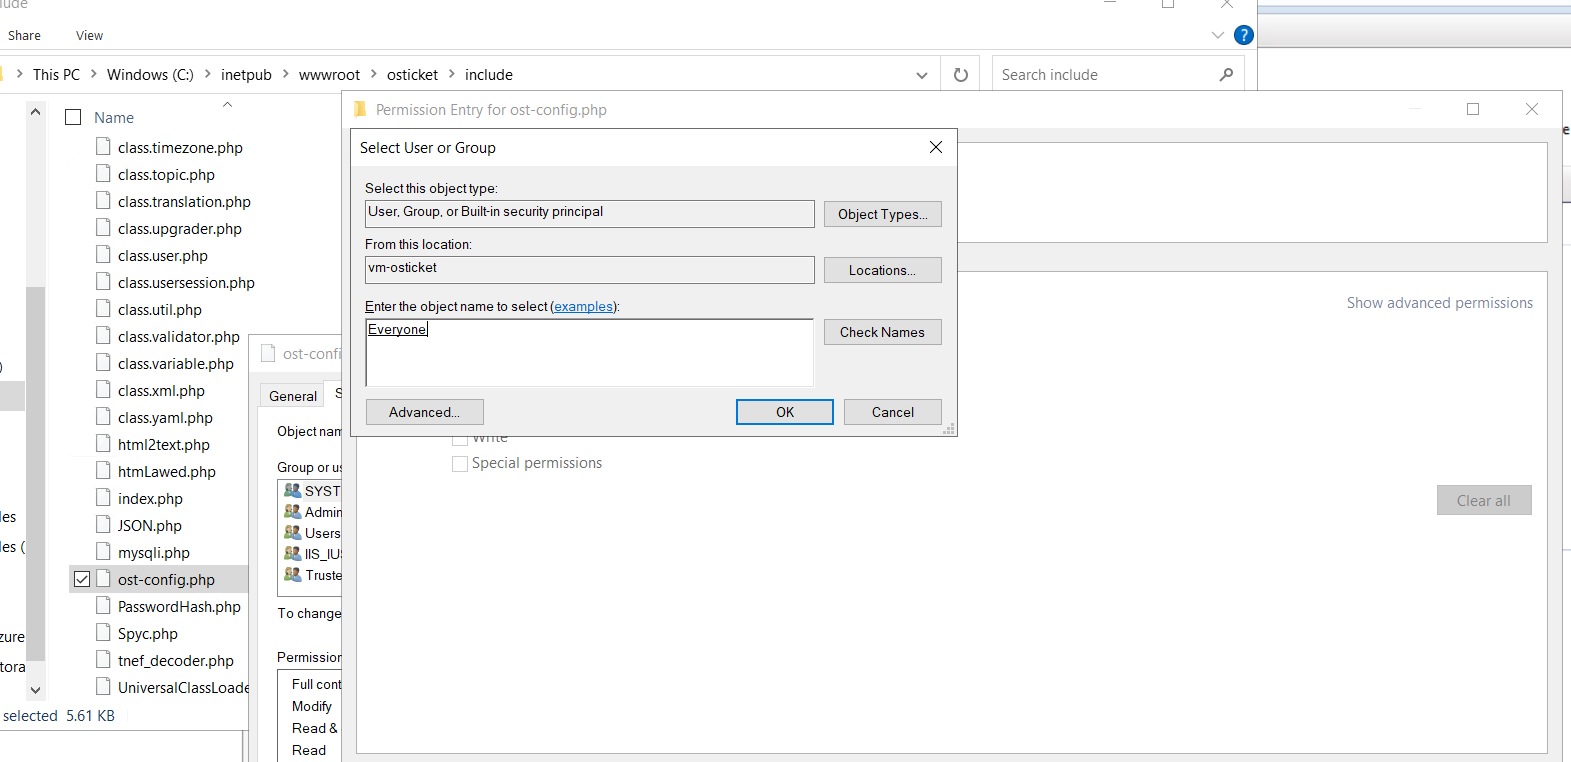 lude
Share View
?
This PC > Windows (C:) > inetpub > wwwroot > osticket > include
Search include
Name
class.timezone.php
class.topic.php
class.translation.php
class.upgrader.php
class.user.php
class.usersession.php
class.util.php
class.validator.php
class.variable.php
class.xml.php
class.yaml.php
html2text.php
htmLawed.php
index.php
JSON.php
mysqli.php
ost-config.php
PasswordHash.php
Spyc.php
tnef_decoder.php
UniversalClassLoade
)
les
les (
zure
tora
selected 5.61 KB
Permission Entry for ost-config.php
Select User or Group
Select this object type:
User, Group, or Built-in security principal
Object Types...
From this location:
vm-osticket
Locations...
Enter the object name to select (examples):
Everyone
Check Names
Advanced...
OK
Cancel
Show advanced permissions
Write
Special permissions
Clear all
ost-confi
General S
Object nam
Group or us
SYST
Admin
Users
IIS_IUS
Truste
To change
Permission
Full cont
Modify
Read &
Read
e